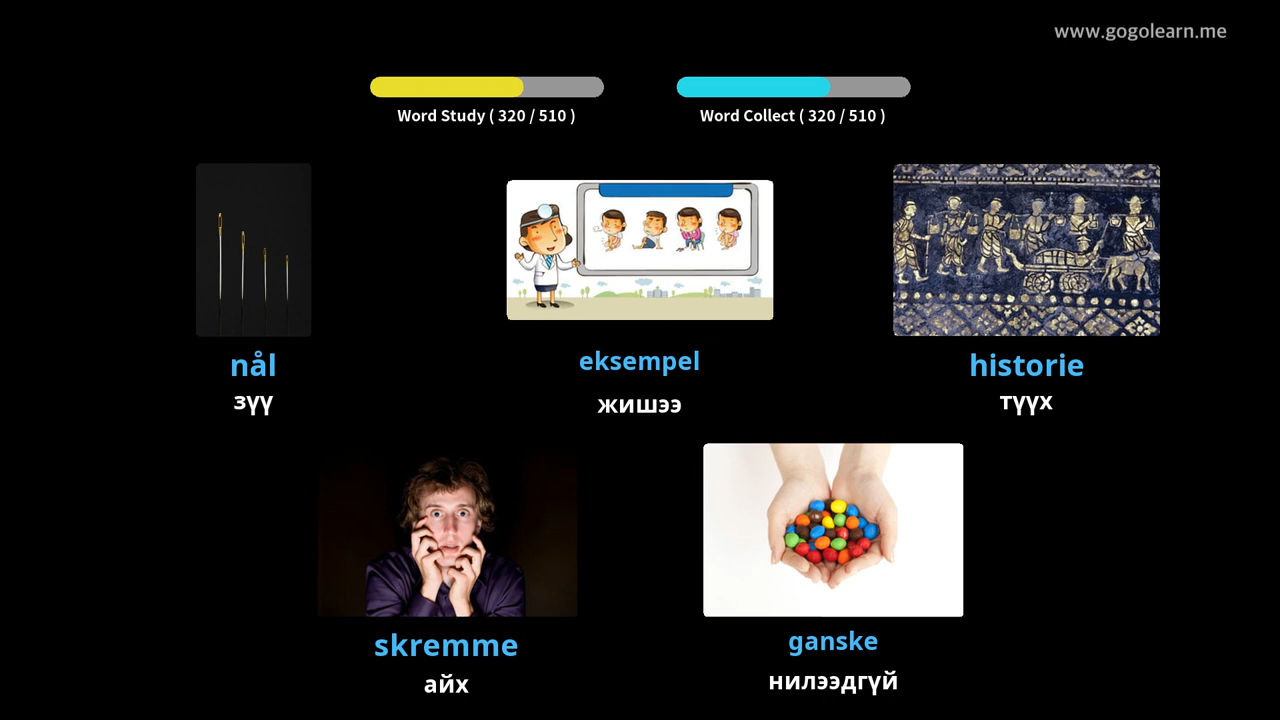 www.gogolearn.me
Word Study ( 320 / 510 )
Word Collect ( 320 / 510 )
nål
зүү
eksempel
жишээ
historie
түүх
skremme
айх
ganske
нилээдгүй